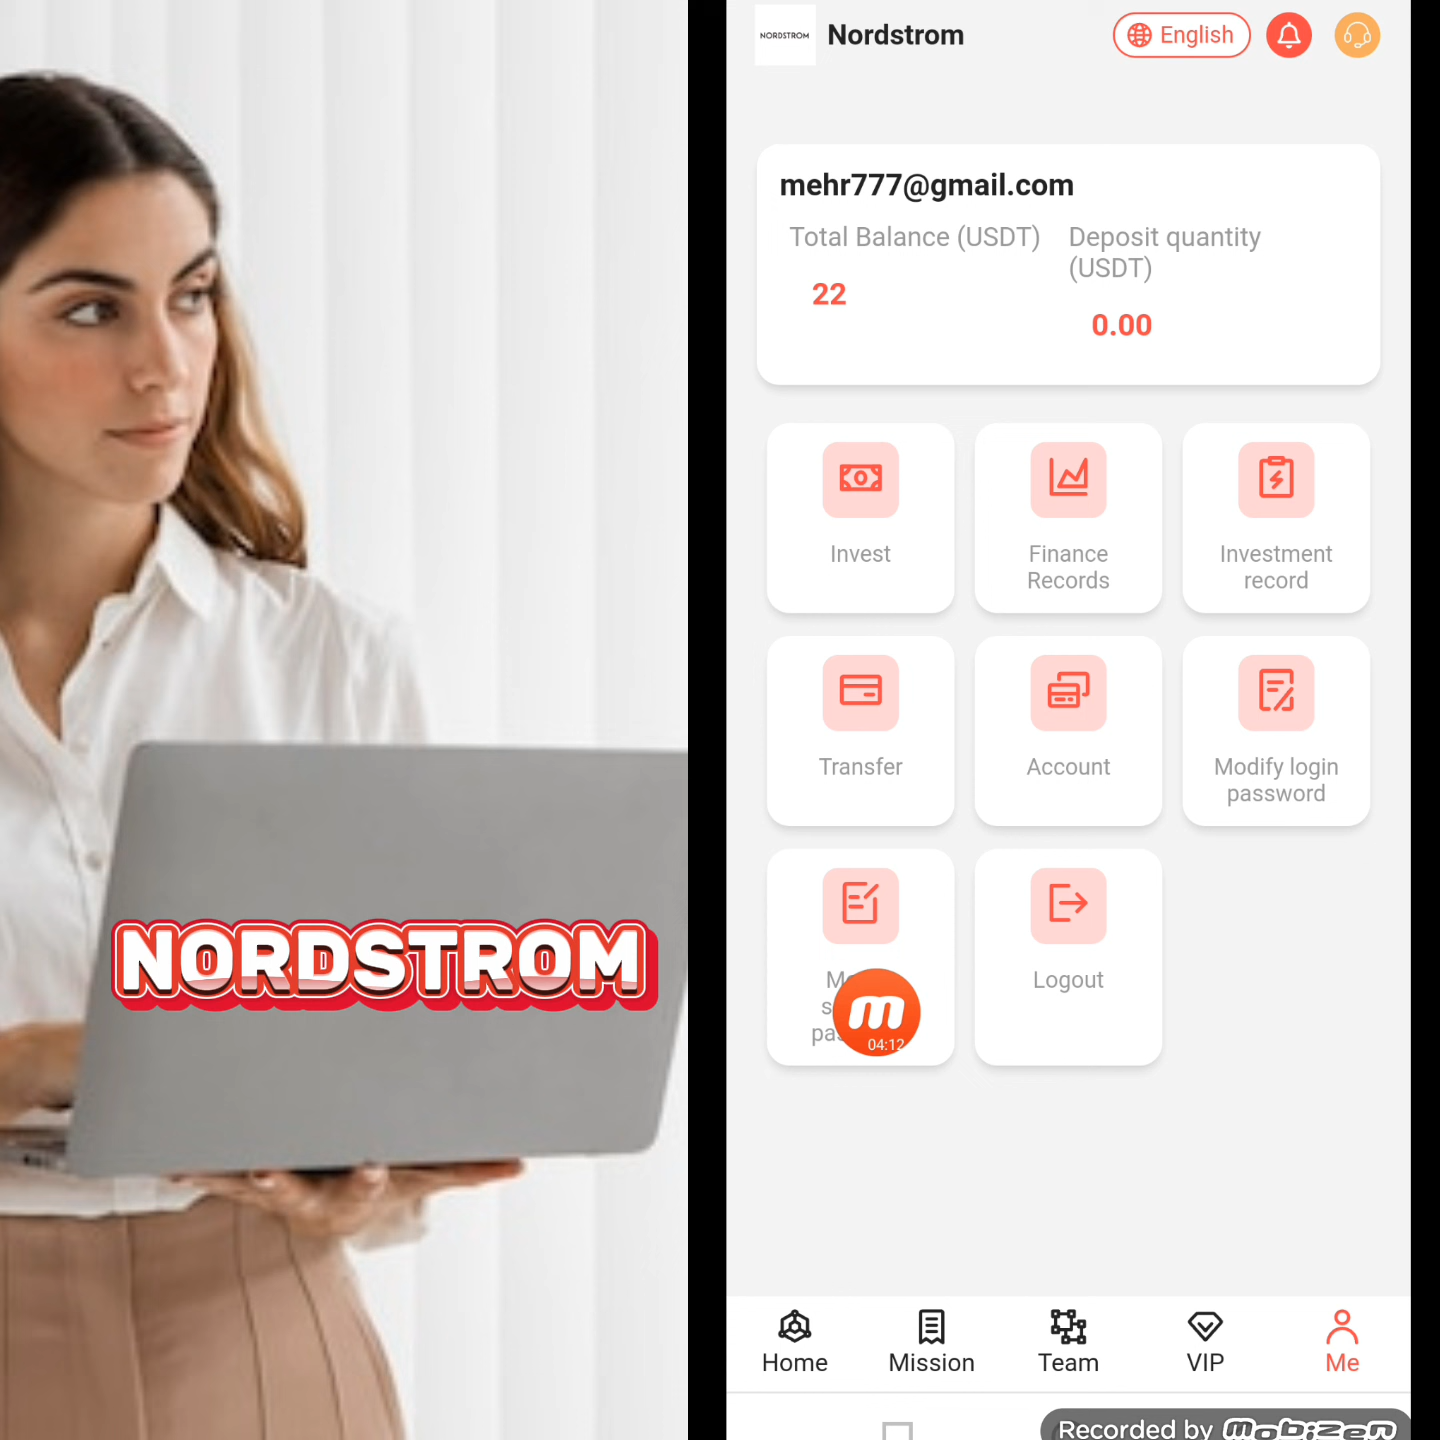 NORDSTROM
NORDSTROM
Nordstrom
English
mehr777@gmail.com
Total Balance (USDT)
Deposit quantity
(USDT)
22
0.00
Invest
Finance
Records
Investment
record
Transfer
Account
Modify login
password
04:12
Logout
Home
Mission
Team
VIP
Me
Recorded by mobizen